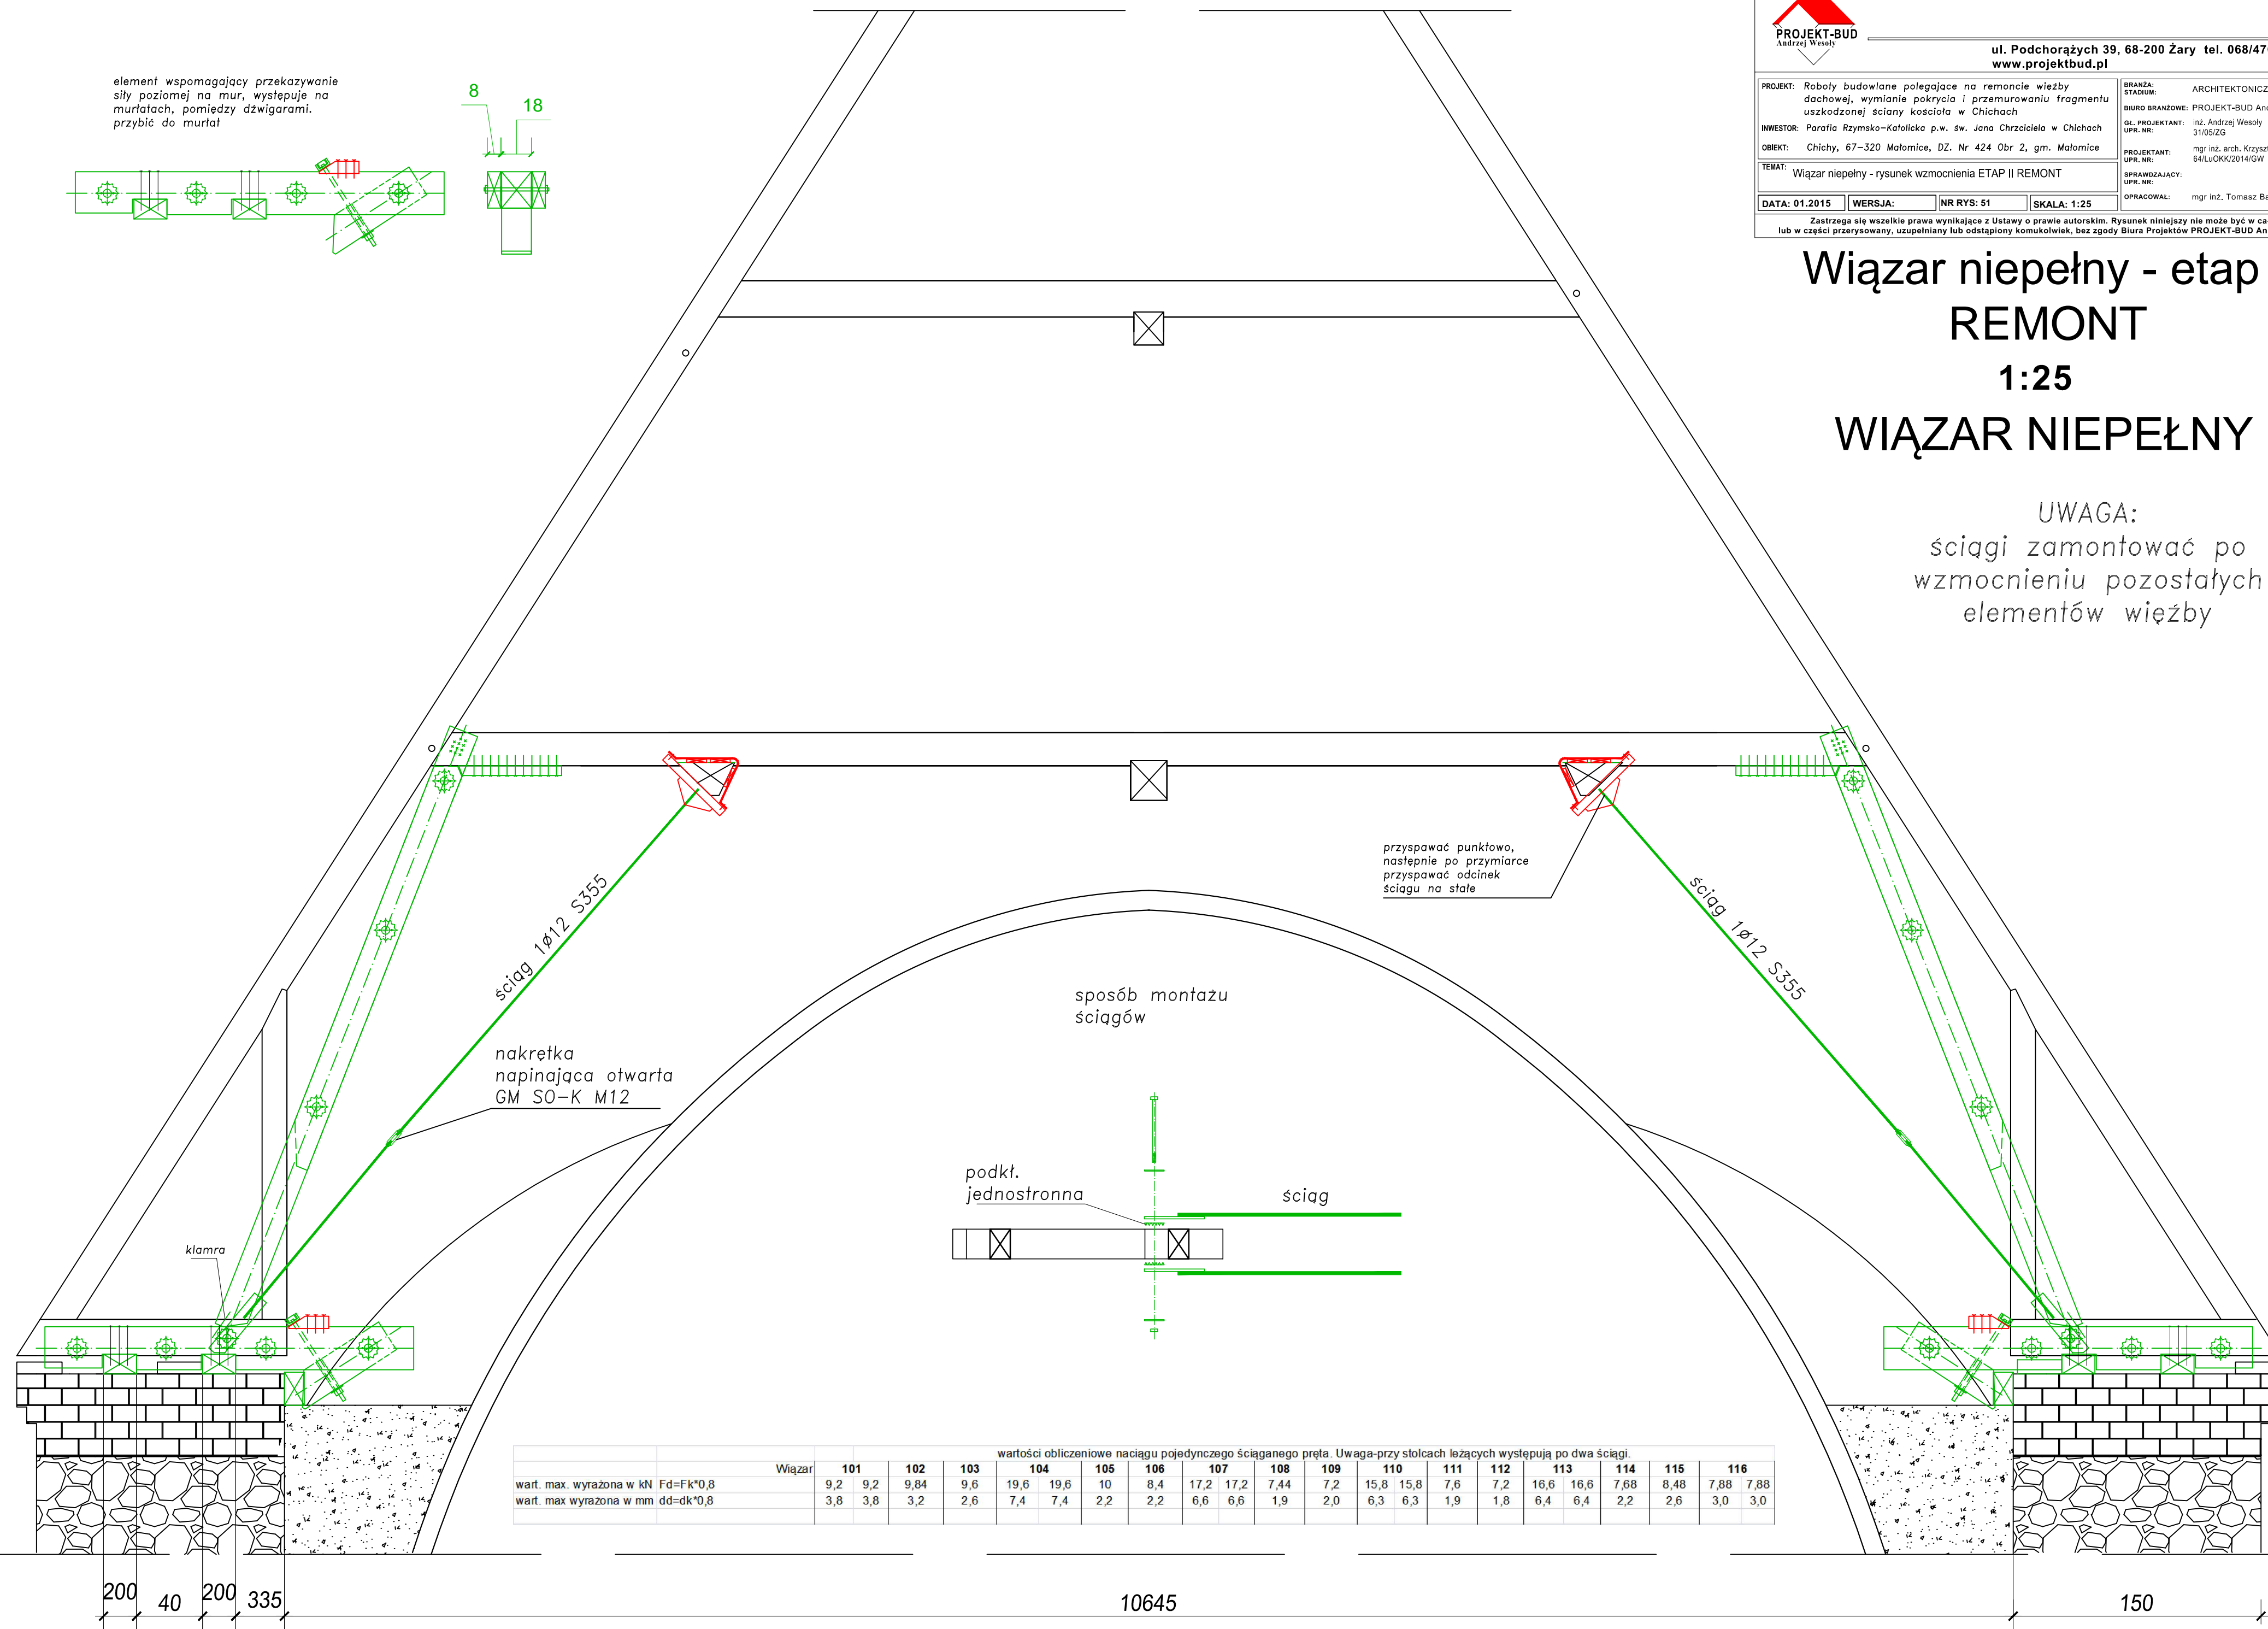 element wspomagający przekazywanie
siły poziomej na mur, występuje na
murłatach, pomiędzy dźwigarami.
przybić do murłat
8
18
PROJEKT-BUD
Andrzej Wesoły
ul. Podchorążych 39, 68-200 Żary tel. 068/47
www.projektbud.pl
PROJEKT: Roboty budowlane polegające na remoncie więźby
dachowej, wymianie pokrycia i przemurowaniu fragmentu
uszkodzonej ściany kościoła w Chichach
INWESTOR: Parafia Rzymsko-Katolicka p.w. św. Jana Chrzciciela w Chichach
OBIEKT: Chichy, 67-320 Małomice, DZ. Nr 424 Obr 2, gm. Małomice
TEMAT: Wiązar niepełny - rysunek wzmocnienia ETAP II REMONT
DATA: 01.2015 WERSJA: NR RYS: 51 SKALA: 1:25
BRANŻA:
STADIUM: ARCHITEKTONICZ
BIURO BRANŻOWE: PROJEKT-BUD An
GŁ. PROJEKTANT: inż. Andrzej Wesoły
UPR. NR: 31/05/ZG
PROJEKTANT: mgr inż. arch. Krzyszt
UPR. NR: 64/LuOKK/2014/GW
SPRAWDZAJĄCY:
UPR. NR:
OPRACOWAŁ: mgr inż. Tomasz Ba
Zastrzega się wszelkie prawa wynikające z Ustawy o prawie autorskim. Rysunek niniejszy nie może być w ca
lub w części przerysowany, uzupełniany lub odstąpiony komukolwiek, bez zgody Biura Projektów PROJEKT-BUD An
Wiązar niepełny - etap
REMONT
1:25
WIĄZAR NIEPEŁNY
UWAGA:
ściągi zamontować po
wzmocnieniu pozostałych
elementów więźby
przyspawać punktowo,
następnie po przymiarce
przyspawać odcinek
ściągu na stałe
ściąg 1ø12 S355
ściąg 1ø12 S355
sposób montażu
ściągów
nakrętka
napinająca otwarta
GM SO-K M12
podkł.
jednostronna
ściąg
klamra
wartości obliczeniowe naciągu pojedynczego ściąganego pręta. Uwaga-przy stolcach leżących występują po dwa ściągi.
Wiązar 101 102 103 104 105 106 107 108 109 110 111 112 113 114 115 116
wart. max. wyrażona w kN Fd=Fk*0,8 9,2 9,2 9,84 9,6 19,6 19,6 10 8,4 17,2 17,2 7,44 7,2 15,8 15,8 7,6 7,2 16,6 16,6 7,68 8,48 7,88 7,88
wart. max wyrażona w mm dd=dk*0,8 3,8 3,8 3,2 2,6 7,4 7,4 2,2 2,2 6,6 6,6 1,9 2,0 6,3 6,3 1,9 1,8 6,4 6,4 2,2 2,6 3,0 3,0
200 40 200 335 10645 150